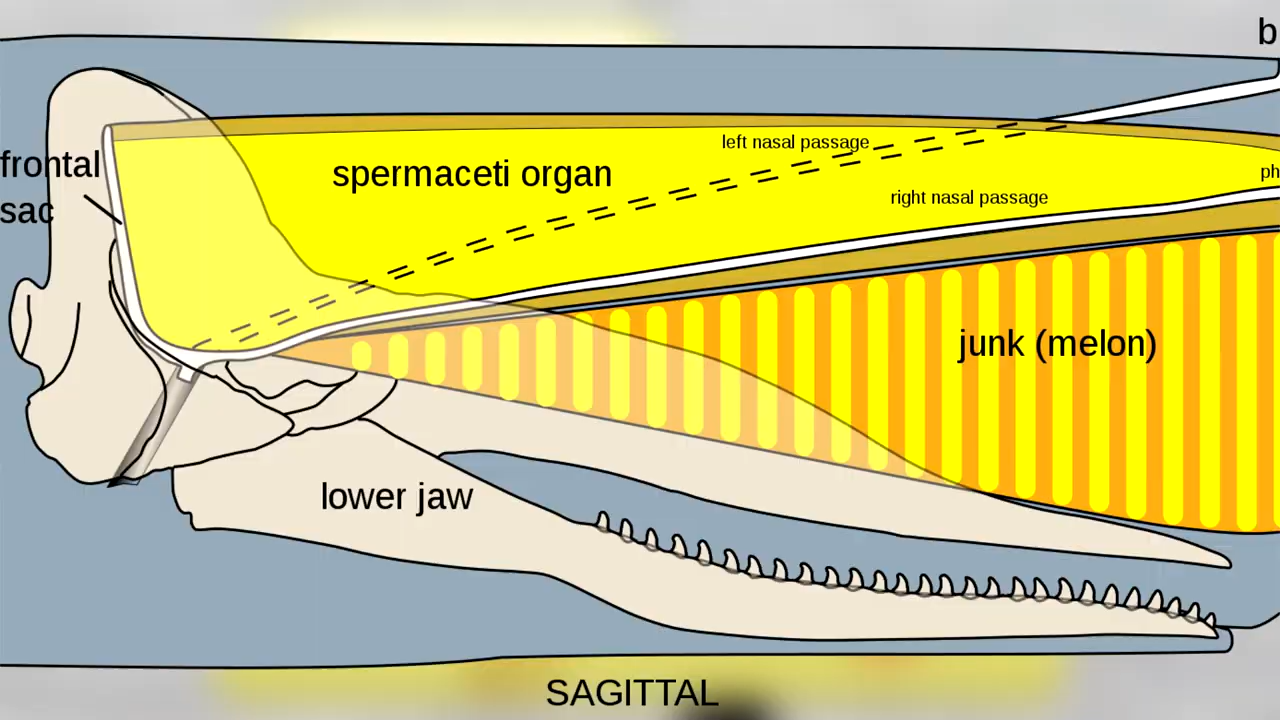 b
left nasal passage
frontal
sac
spermaceti organ
ph
right nasal passage
junk (melon)
lower jaw
SAGITTAL